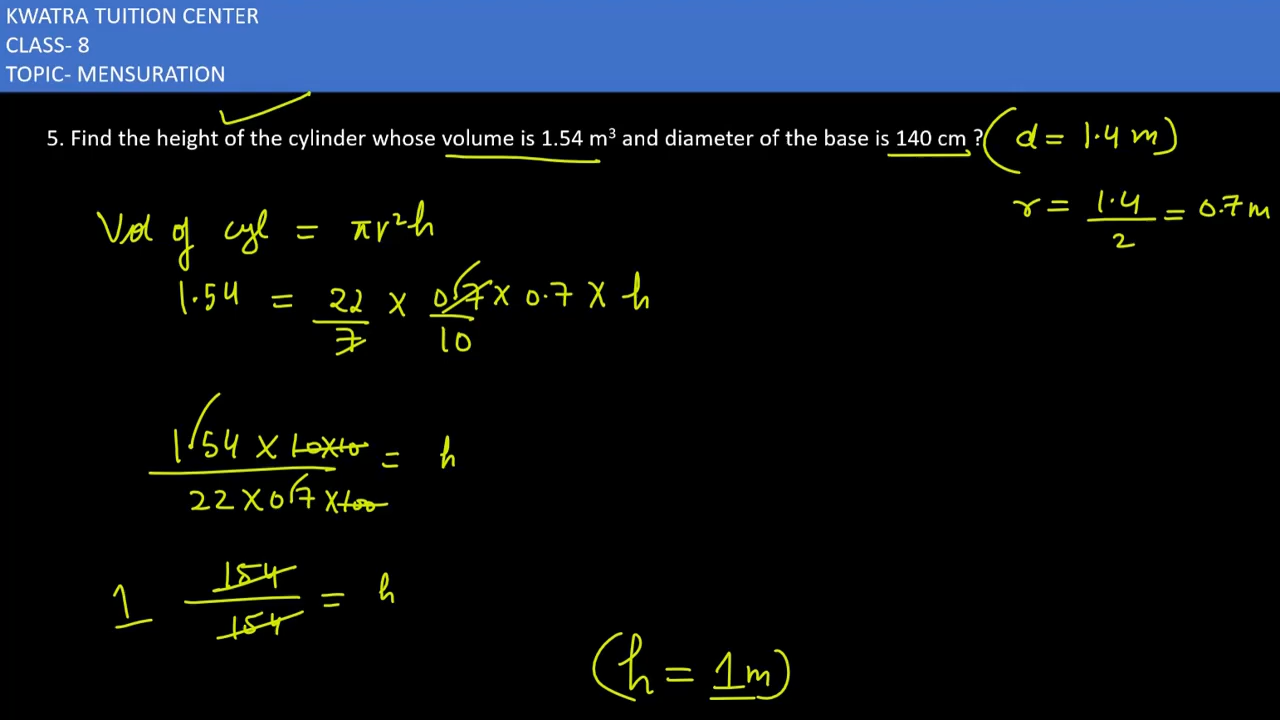 KWATRA TUITION CENTER
CLASS- 8
TOPIC- MENSURATION
5. Find the height of the cylinder whose volume is 1.54 m³ and diameter of the base is 140 cm ? (d = 1.4 m)
r = 1.4/2 = 0.7 m
Vol of cyl = πr²h
1.54 = 22/7 × 0.7/10 × 0.7 × h
1.54 × 10×10 / 22 × 0.7 × 100 = h
1 154/154 = h
(h = 1m)